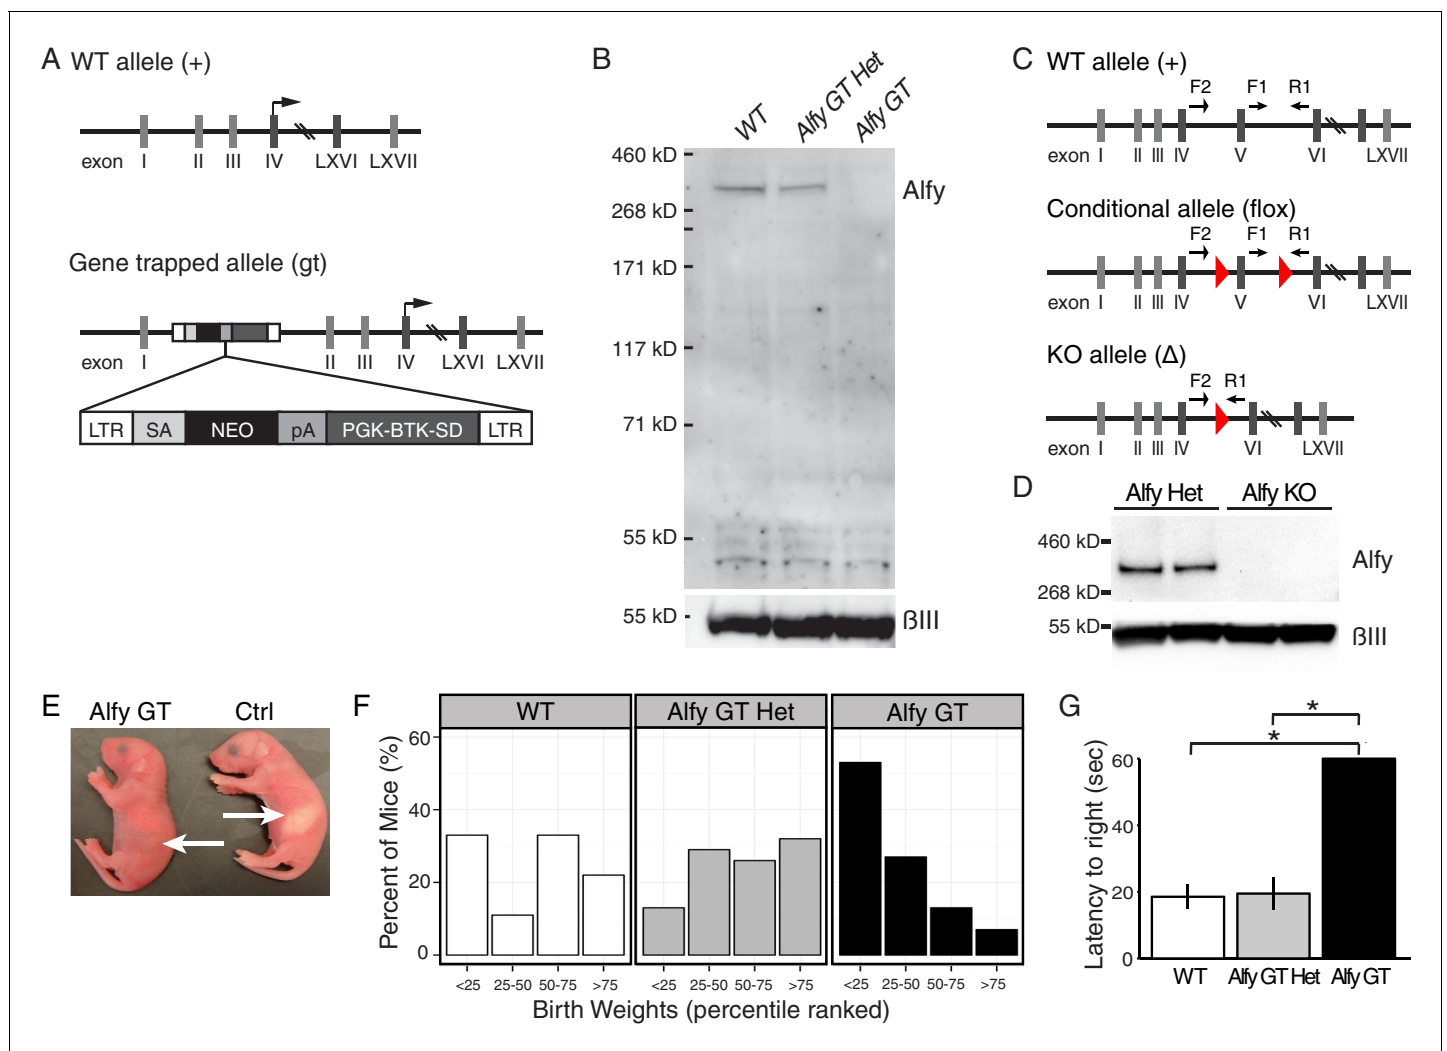 A WT allele (+)
exon I II III IV LXVI LXVII
Gene trapped allele (gt)
exon I II III IV LXVI LXVII
LTR SA NEO pA PGK-BTK-SD LTR
B
WT Alfy GT Het Alfy GT
460 kD
Alfy
268 kD
171 kD
117 kD
71 kD
55 kD
55 kD
ßIII
C WT allele (+)
F2 F1 R1
exon I II III IV V VI LXVII
Conditional allele (flox)
F2 F1 R1
exon I II III IV V VI LXVII
KO allele (Δ)
F2 R1
exon I II III IV VI LXVII
D
Alfy Het Alfy KO
460 kD
Alfy
268 kD
55 kD
ßIII
E
Alfy GT Ctrl
F
WT Alfy GT Het Alfy GT
Percent of Mice (%)
60
40
20
0
<25 25-50 50-75 >75 <25 25-50 50-75 >75 <25 25-50 50-75 >75
Birth Weights (percentile ranked)
G
*
*
Latency to right (sec)
60
40
20
0
WT Alfy GT Het Alfy GT